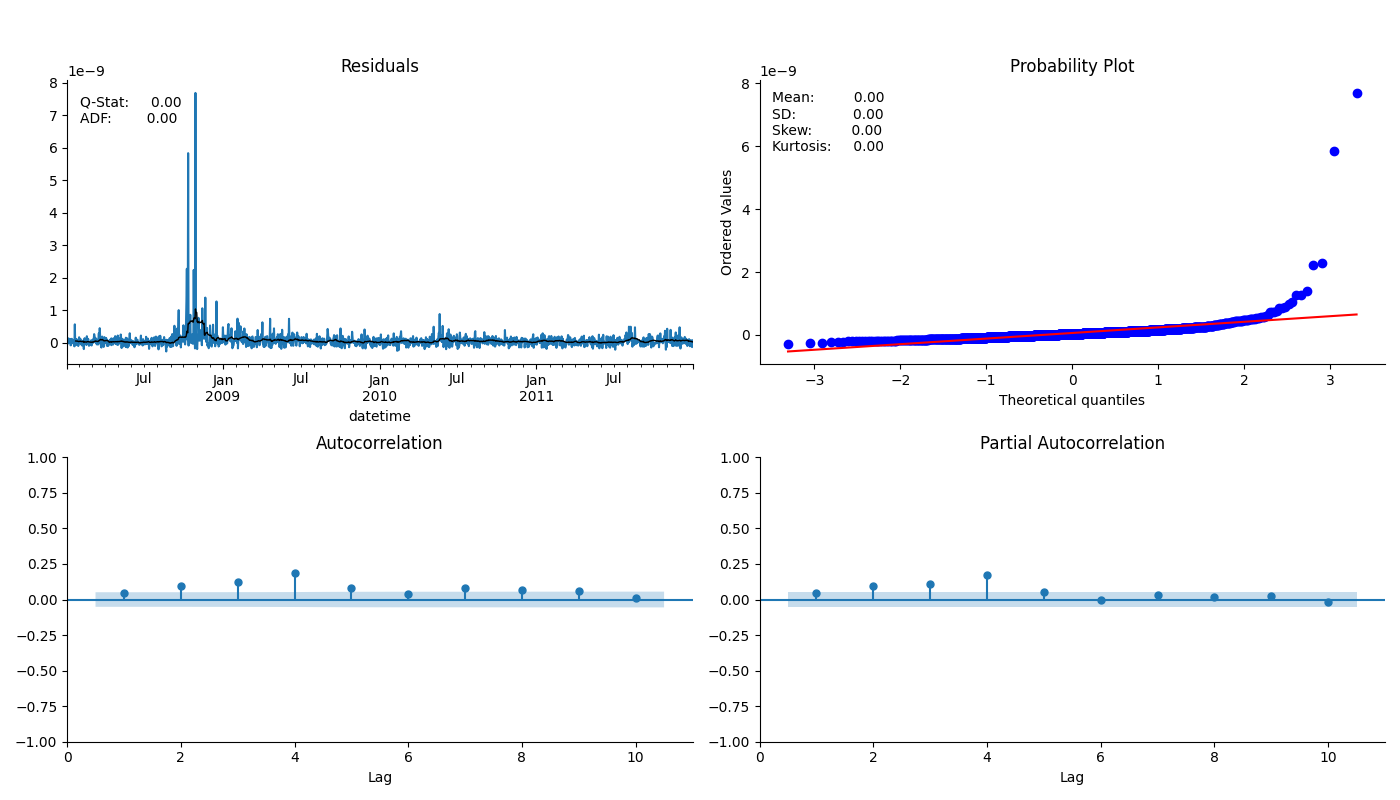 Residuals
1e−9
8
7
6
5
4
3
2
1
0
Q-Stat: 0.00
ADF: 0.00
Jul Jan Jul Jan Jul Jan Jul
2009 2010 2011
datetime
Probability Plot
1e−9
8
6
4
2
0
Ordered Values
Mean: 0.00
SD: 0.00
Skew: 0.00
Kurtosis: 0.00
−3 −2 −1 0 1 2 3
Theoretical quantiles
Autocorrelation
1.00
0.75
0.50
0.25
0.00
−0.25
−0.50
−0.75
−1.00
0 2 4 6 8 10
Lag
Partial Autocorrelation
1.00
0.75
0.50
0.25
0.00
−0.25
−0.50
−0.75
−1.00
0 2 4 6 8 10
Lag